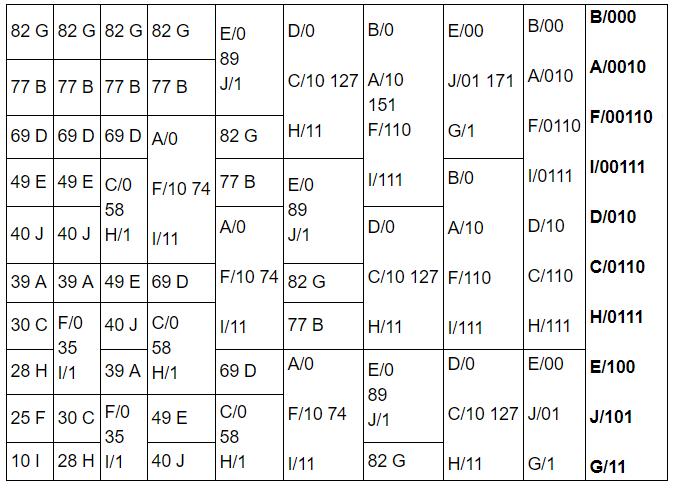 82 G
77 B
69 D
49 E
40 J
39 A
30 C
28 H
25 F
10 I
82 G
77 B
69 D
49 E
40 J
39 A
F/0
35
I/1
30 C
28 H
82 G
77 B
69 D
C/0
58
H/1
49 E
40 J
39 A
F/0
35
I/1
82 G
77 B
A/0
F/10 74
I/11
69 D
C/0
58
H/1
49 E
40 J
E/0
89
J/1
82 G
77 B
A/0
F/10 74
I/11
69 D
C/0
58
H/1
D/0
C/10 127
H/11
E/0
89
J/1
82 G
77 B
A/0
F/10 74
I/11
B/0
A/10
151
F/110
I/111
D/0
C/10 127
H/11
E/0
89
J/1
82 G
E/00
J/01 171
G/1
B/0
A/10
F/110
I/111
D/0
C/10 127
H/11
B/00
A/010
F/0110
I/0111
D/10
C/110
H/111
E/00
J/01
G/1
B/000
A/0010
F/00110
I/00111
D/010
C/0110
H/0111
E/100
J/101
G/11